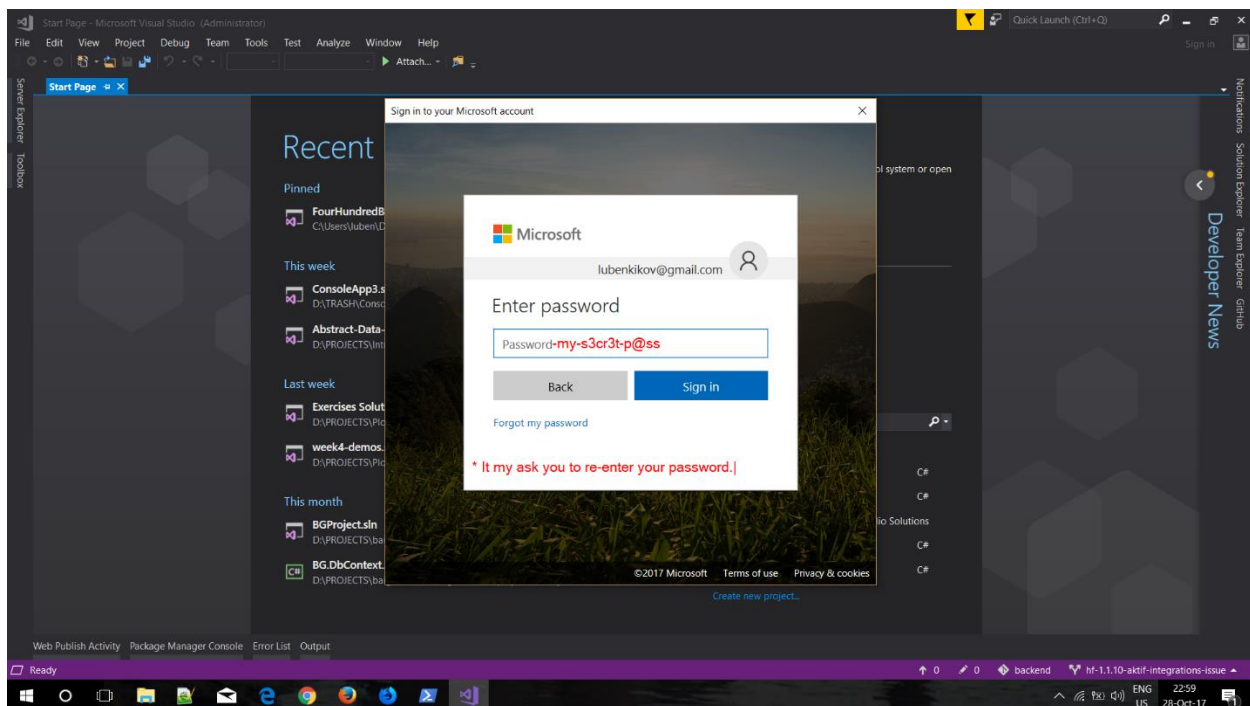 Start Page - Microsoft Visual Studio (Administrator)
Quick Launch (Ctrl+Q)
File Edit View Project Debug Team Tools Test Analyze Window Help
Sign in
Attach...
Server Explorer
Toolbox
Start Page
Notifications
Solution Explorer
Team Explorer
GitHub
Developer News
Recent
Pinned
FourHundredB
C:\Users\luben\D
This week
ConsoleApp3.s
D:\TRASH\Conso
Abstract-Data-
D:\PROJECTS\Int
Last week
Exercises Solut
D:\PROJECTS\Plo
week4-demos.
D:\PROJECTS\Plo
This month
BGProject.sln
D:\PROJECTS\ba
BG.DbContext.
D:\PROJECTS\ba
Sign in to your Microsoft account
Microsoft
lubenkikov@gmail.com
Enter password
Password-my-s3cr3t-p@ss
Back Sign in
Forgot my password
* It my ask you to re-enter your password.
©2017 Microsoft Terms of use Privacy & cookies
ol system or open
C#
C#
io Solutions
C#
C#
Create new project...
Web Publish Activity Package Manager Console Error List Output
Ready
0 0 backend hf-1.1.10-aktif-integrations-issue
ENG 22:59
US 28-Oct-17